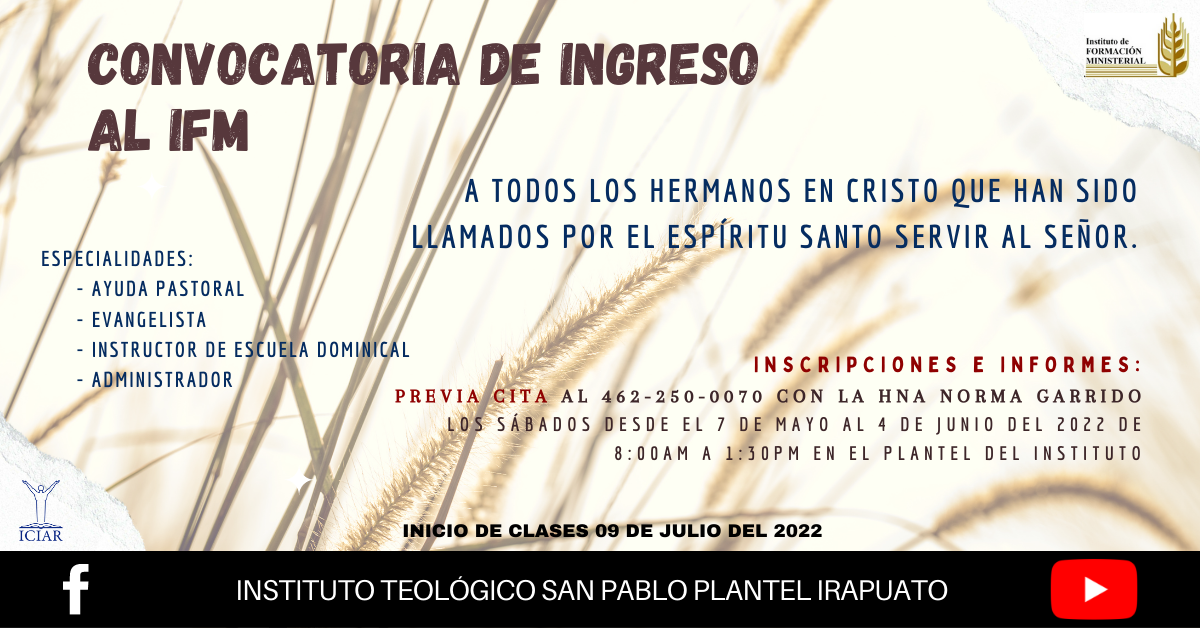 CONVOCATORIA DE INGRESO
AL IFM
Instituto de
FORMACIÓN
MINISTERIAL
A TODOS LOS HERMANOS EN CRISTO QUE HAN SIDO
LLAMADOS POR EL ESPÍRITU SANTO SERVIR AL SEÑOR.
ESPECIALIDADES:
- AYUDA PASTORAL
- EVANGELISTA
- INSTRUCTOR DE ESCUELA DOMINICAL
- ADMINISTRADOR
INSCRIPCIONES E INFORMES:
PREVIA CITA AL 462-250-0070 CON LA HNA NORMA GARRIDO
LOS SÁBADOS DESDE EL 7 DE MAYO AL 4 DE JUNIO DEL 2022 DE
8:00AM A 1:30PM EN EL PLANTEL DEL INSTITUTO
ICIAR
INICIO DE CLASES 09 DE JULIO DEL 2022
INSTITUTO TEOLÓGICO SAN PABLO PLANTEL IRAPUATO